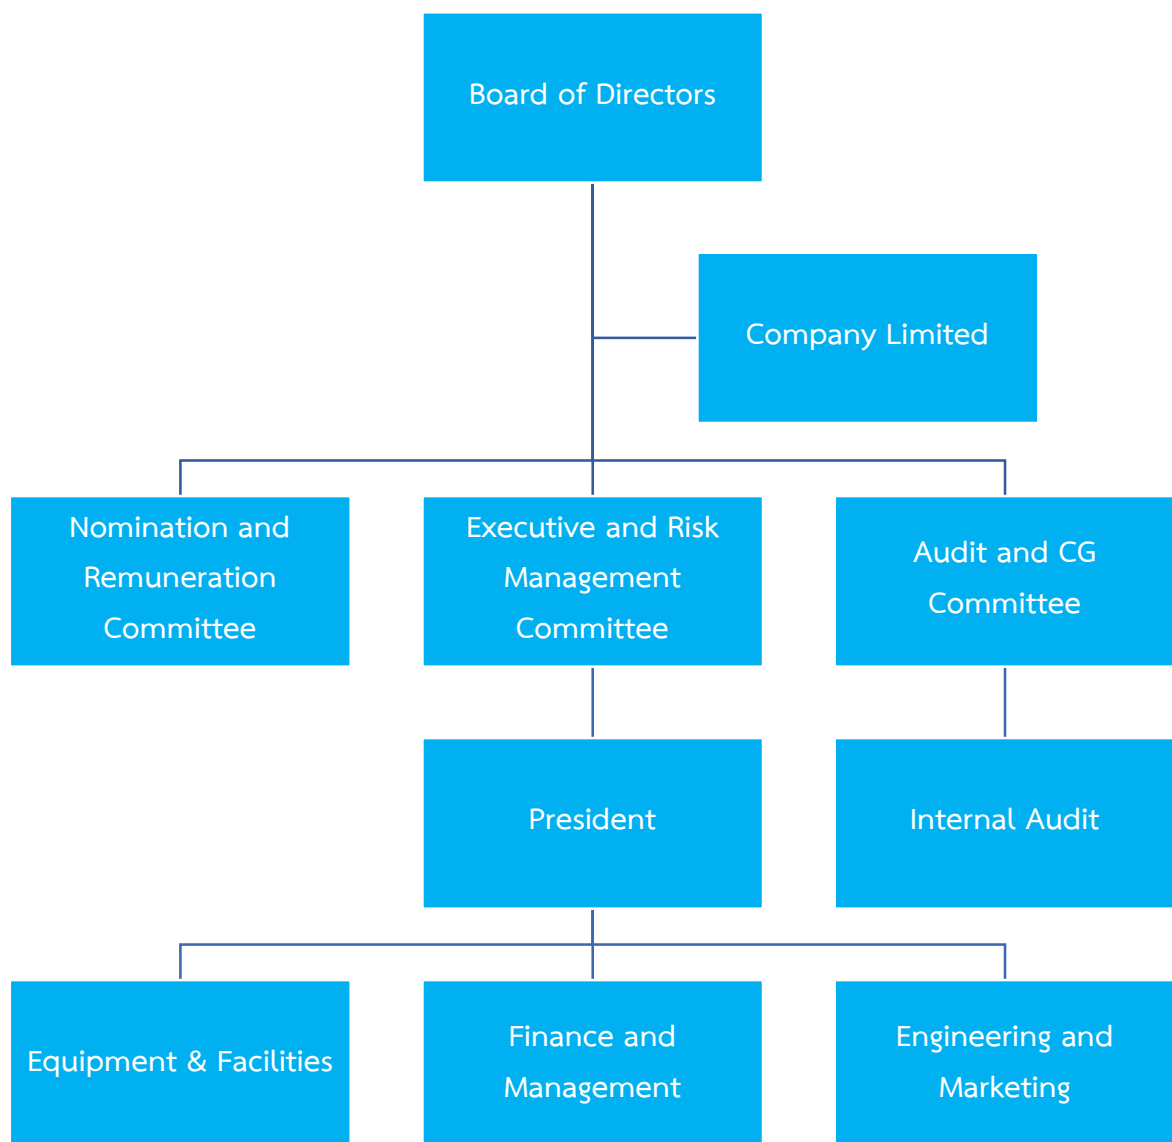 Board of Directors
Company Limited
Nomination and
Remuneration
Committee
Executive and Risk
Management
Committee
Audit and CG
Committee
President
Internal Audit
Equipment & Facilities
Finance and
Management
Engineering and
Marketing